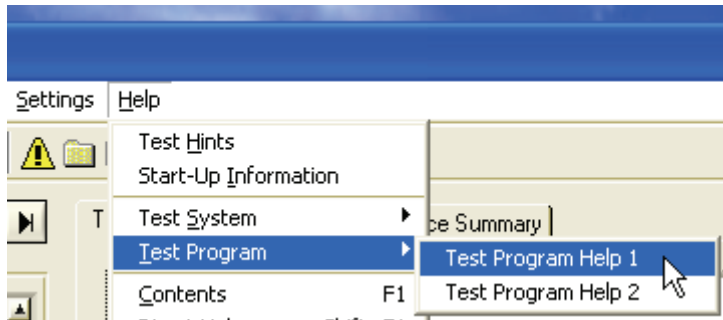 Settings Help
Test Hints
Start-Up Information
T
Test System
ce Summary
Test Program
Test Program Help 1
Contents F1
Test Program Help 2